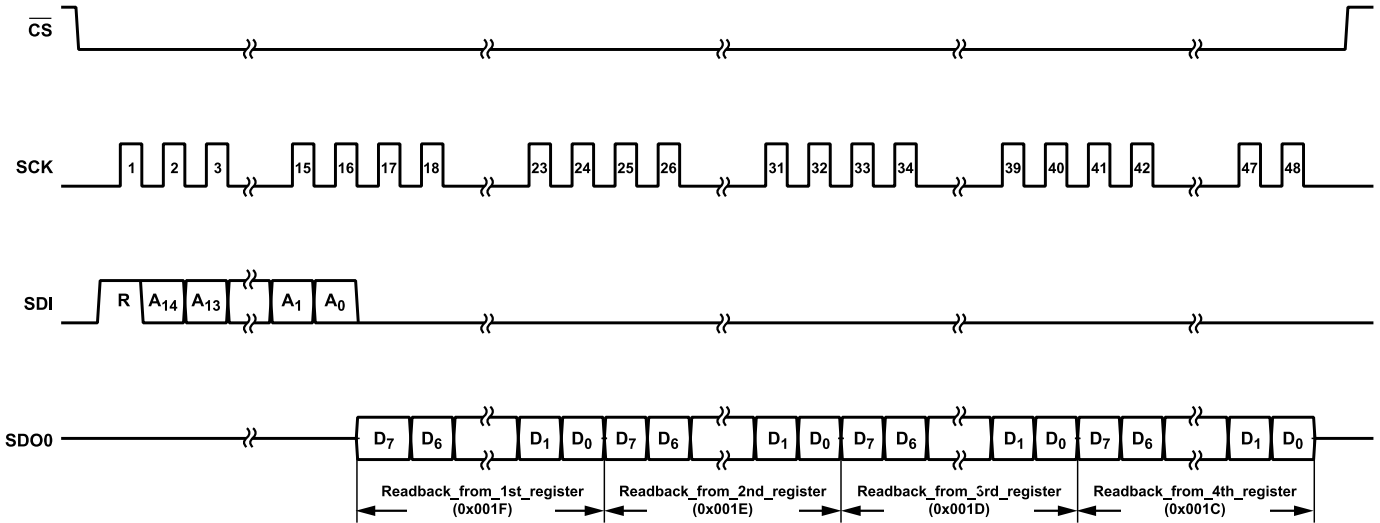 CS
SCK 1 2 3 15 16 17 18 23 24 25 26 31 32 33 34 39 40 41 42 47 48
SDI R A14 A13 A1 A0
SDO0 D7 D6 D1 D0 D7 D6 D1 D0 D7 D6 D1 D0 D7 D6 D1 D0
Readback_from_1st_register Readback_from_2nd_register Readback_from_3rd_register Readback_from_4th_register
(0x001F) (0x001E) (0x001D) (0x001C)